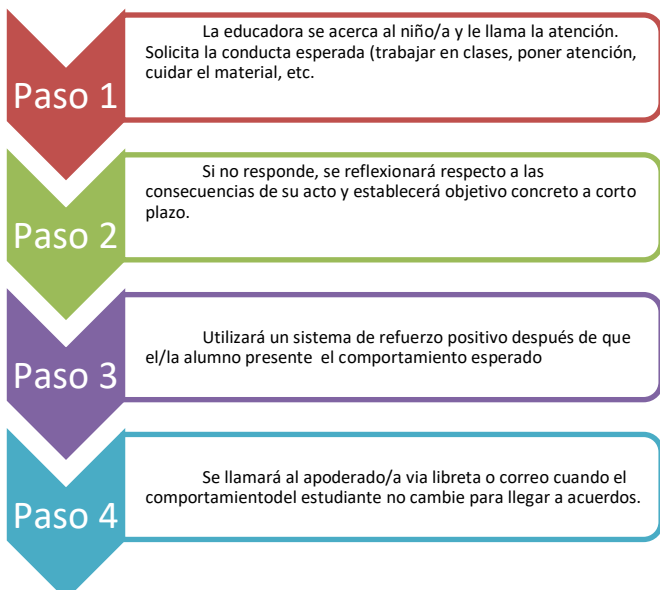 Paso 1
La educadora se acerca al niño/a y le llama la atención.
Solicita la conducta esperada (trabajar en clases, poner atención,
cuidar el material, etc.
Paso 2
Si no responde, se reflexionará respecto a las
consecuencias de su acto y establecerá objetivo concreto a corto
plazo.
Paso 3
Utilizará un sistema de refuerzo positivo después de que
el/la alumno presente  el comportamiento esperado
Paso 4
Se llamará al apoderado/a via libreta o correo cuando el
comportamientodel estudiante no cambie para llegar a acuerdos.